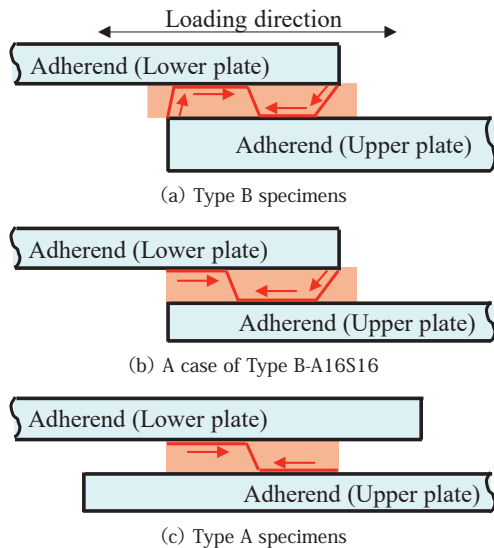 Loading direction
Adherend (Lower plate)
Adherend (Upper plate)
(a) Type B specimens
Adherend (Lower plate)
Adherend (Upper plate)
(b) A case of Type B-A16S16
Adherend (Lower plate)
Adherend (Upper plate)
(c) Type A specimens